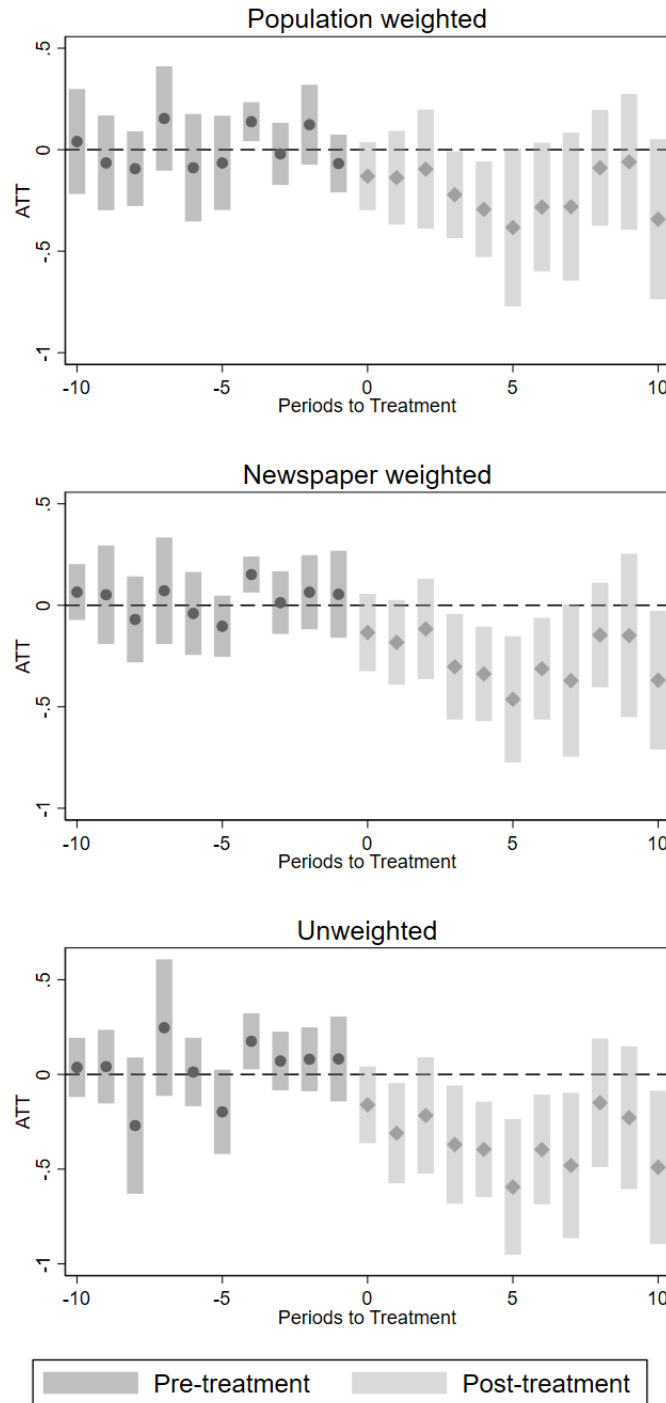 Population weighted
.5
0
-.5
-1
ATT
-10 -5 0 5 10
Periods to Treatment
Newspaper weighted
.5
0
-.5
-1
ATT
-10 -5 0 5 10
Periods to Treatment
Unweighted
.5
0
-.5
-1
ATT
-10 -5 0 5 10
Periods to Treatment
Pre-treatment Post-treatment